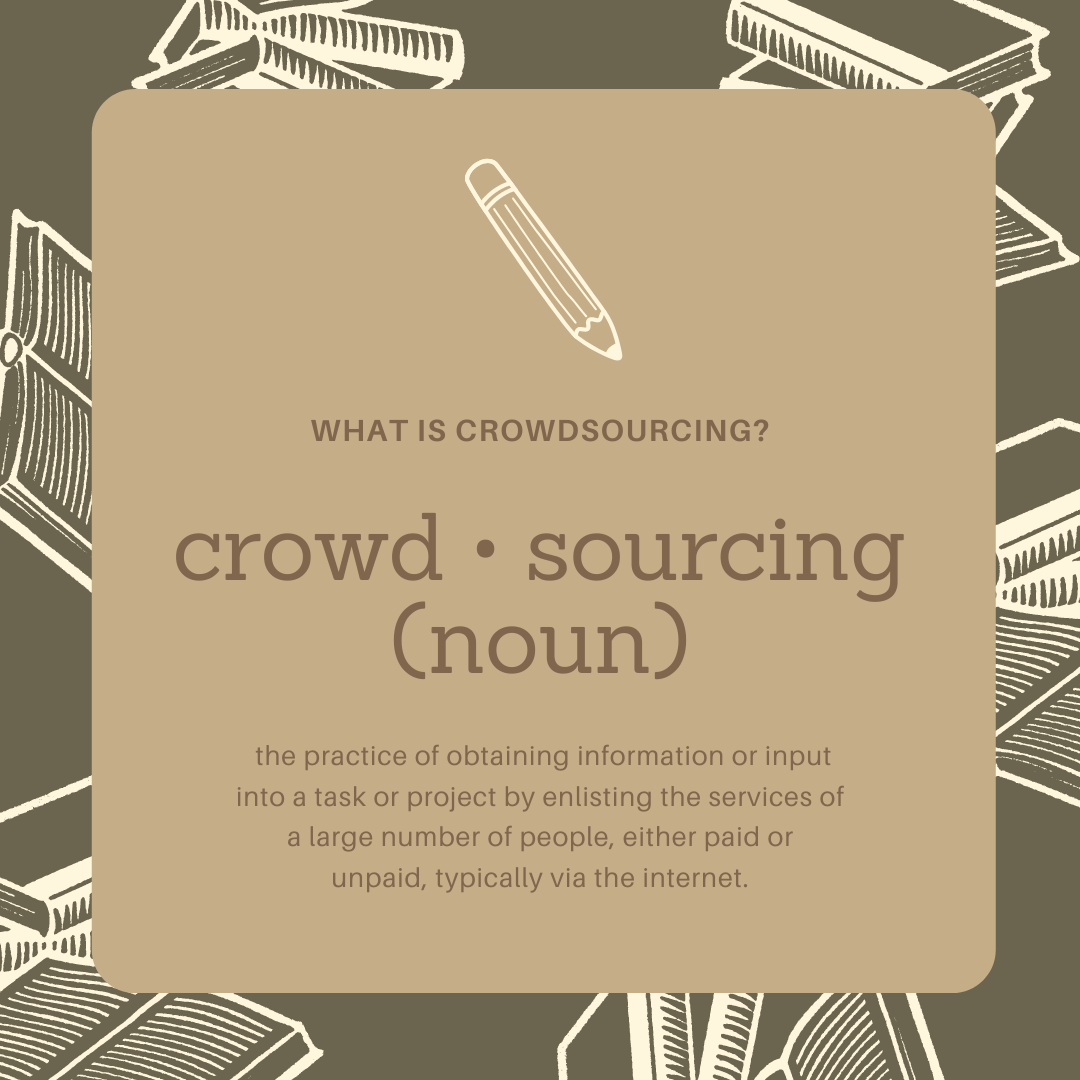 WHAT IS CROWDSOURCING?
crowd • sourcing
(noun)
the practice of obtaining information or input
into a task or project by enlisting the services of
a large number of people, either paid or
unpaid, typically via the internet.